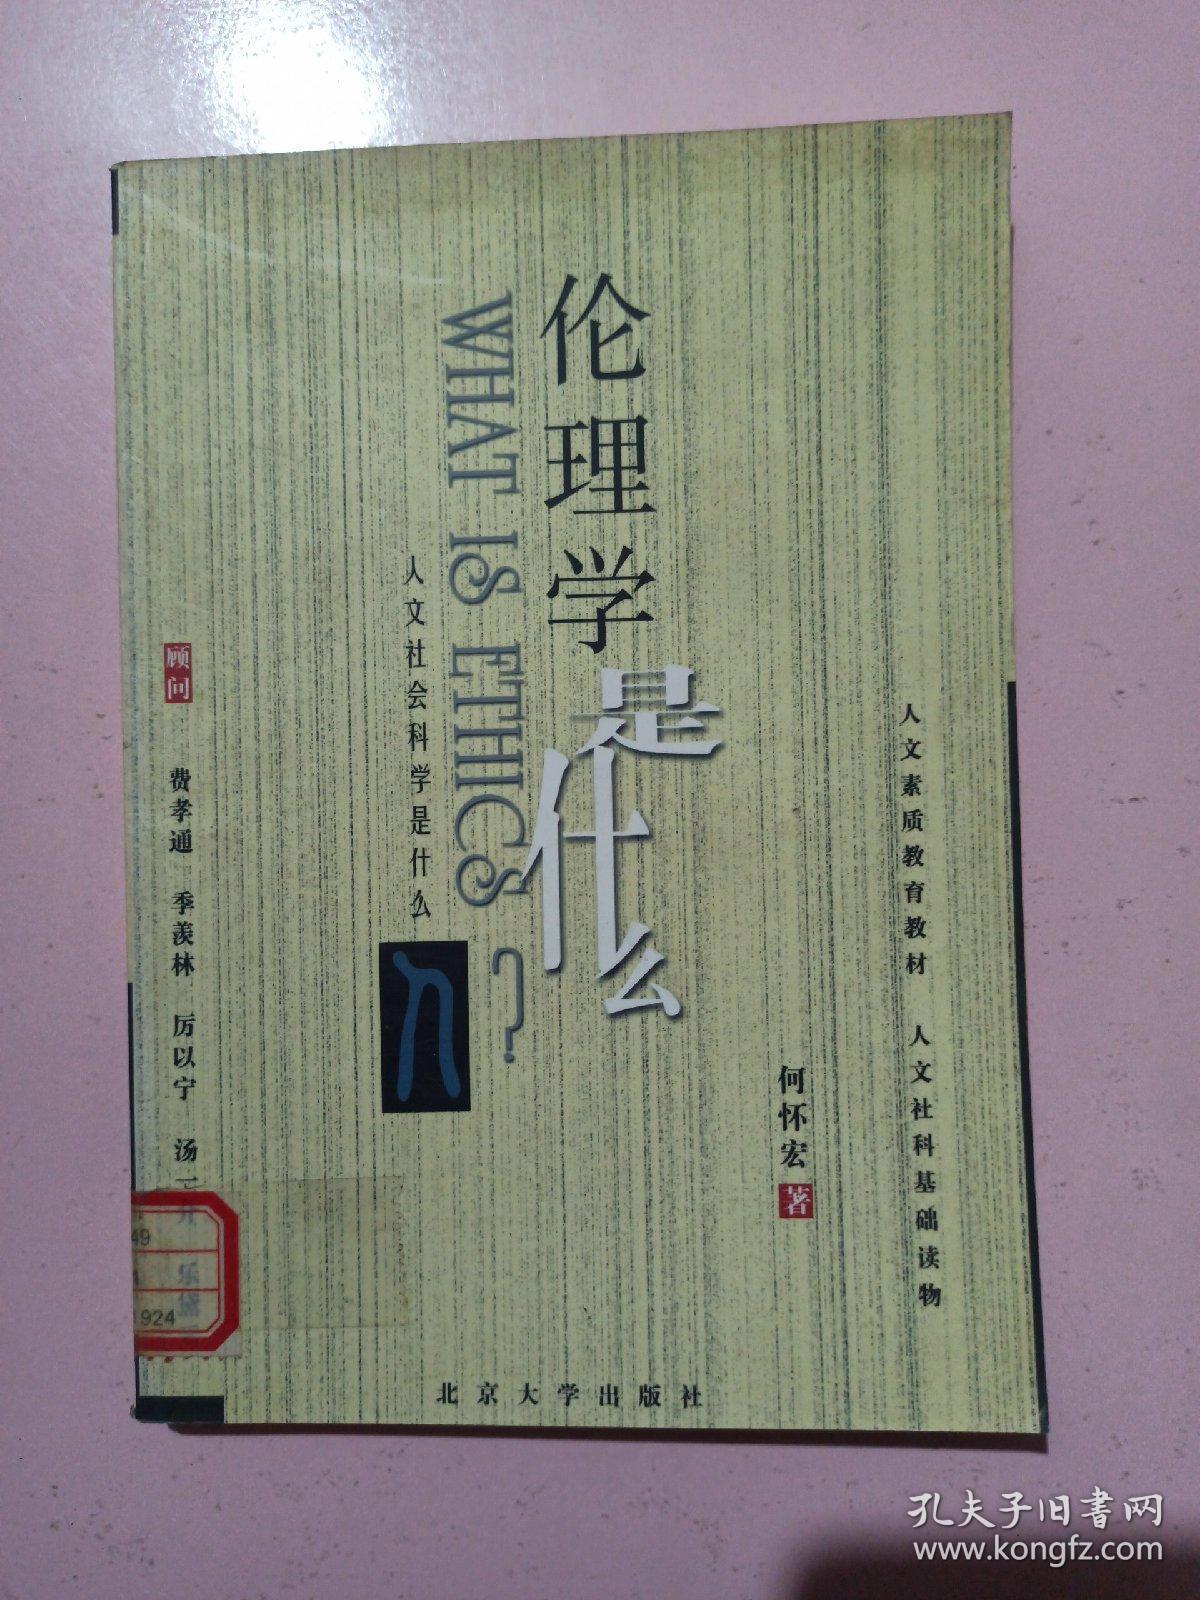 伦理学是什么
WHAT IS ETHICS?
人文社会科学是什么
人文素质教育教材 人文社科基础读物
何怀宏 著
顾问 费孝通 季羡林 厉以宁 汤
49
924
北京大学出版社
孔夫子旧书网
www.kongfz.com